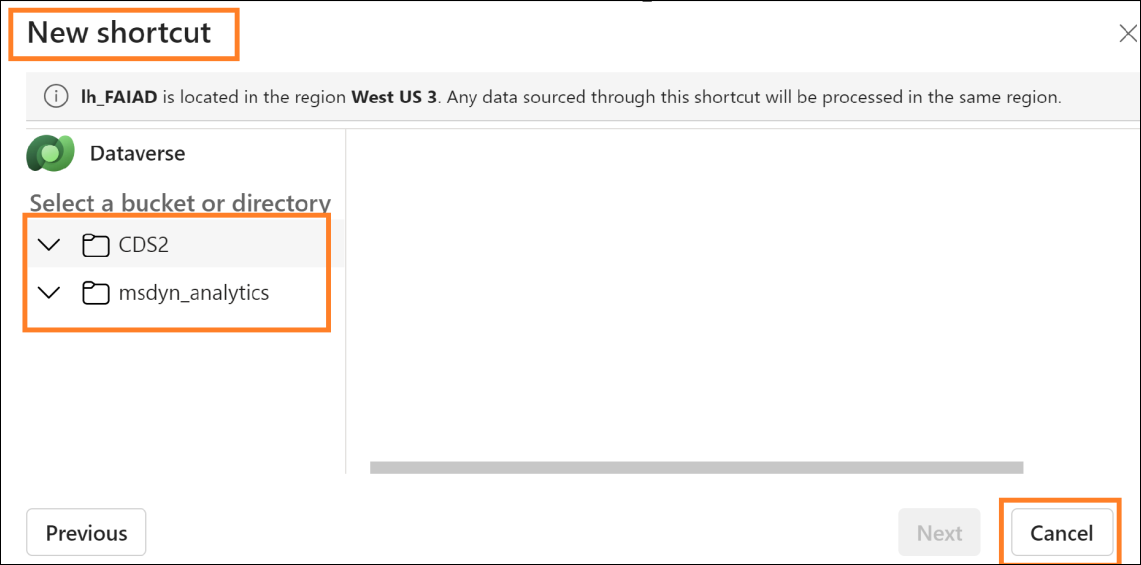 New shortcut
lh_FAIAD is located in the region West US 3. Any data sourced through this shortcut will be processed in the same region.
Dataverse
Select a bucket or directory
CDS2
msdyn_analytics
Previous
Next
Cancel